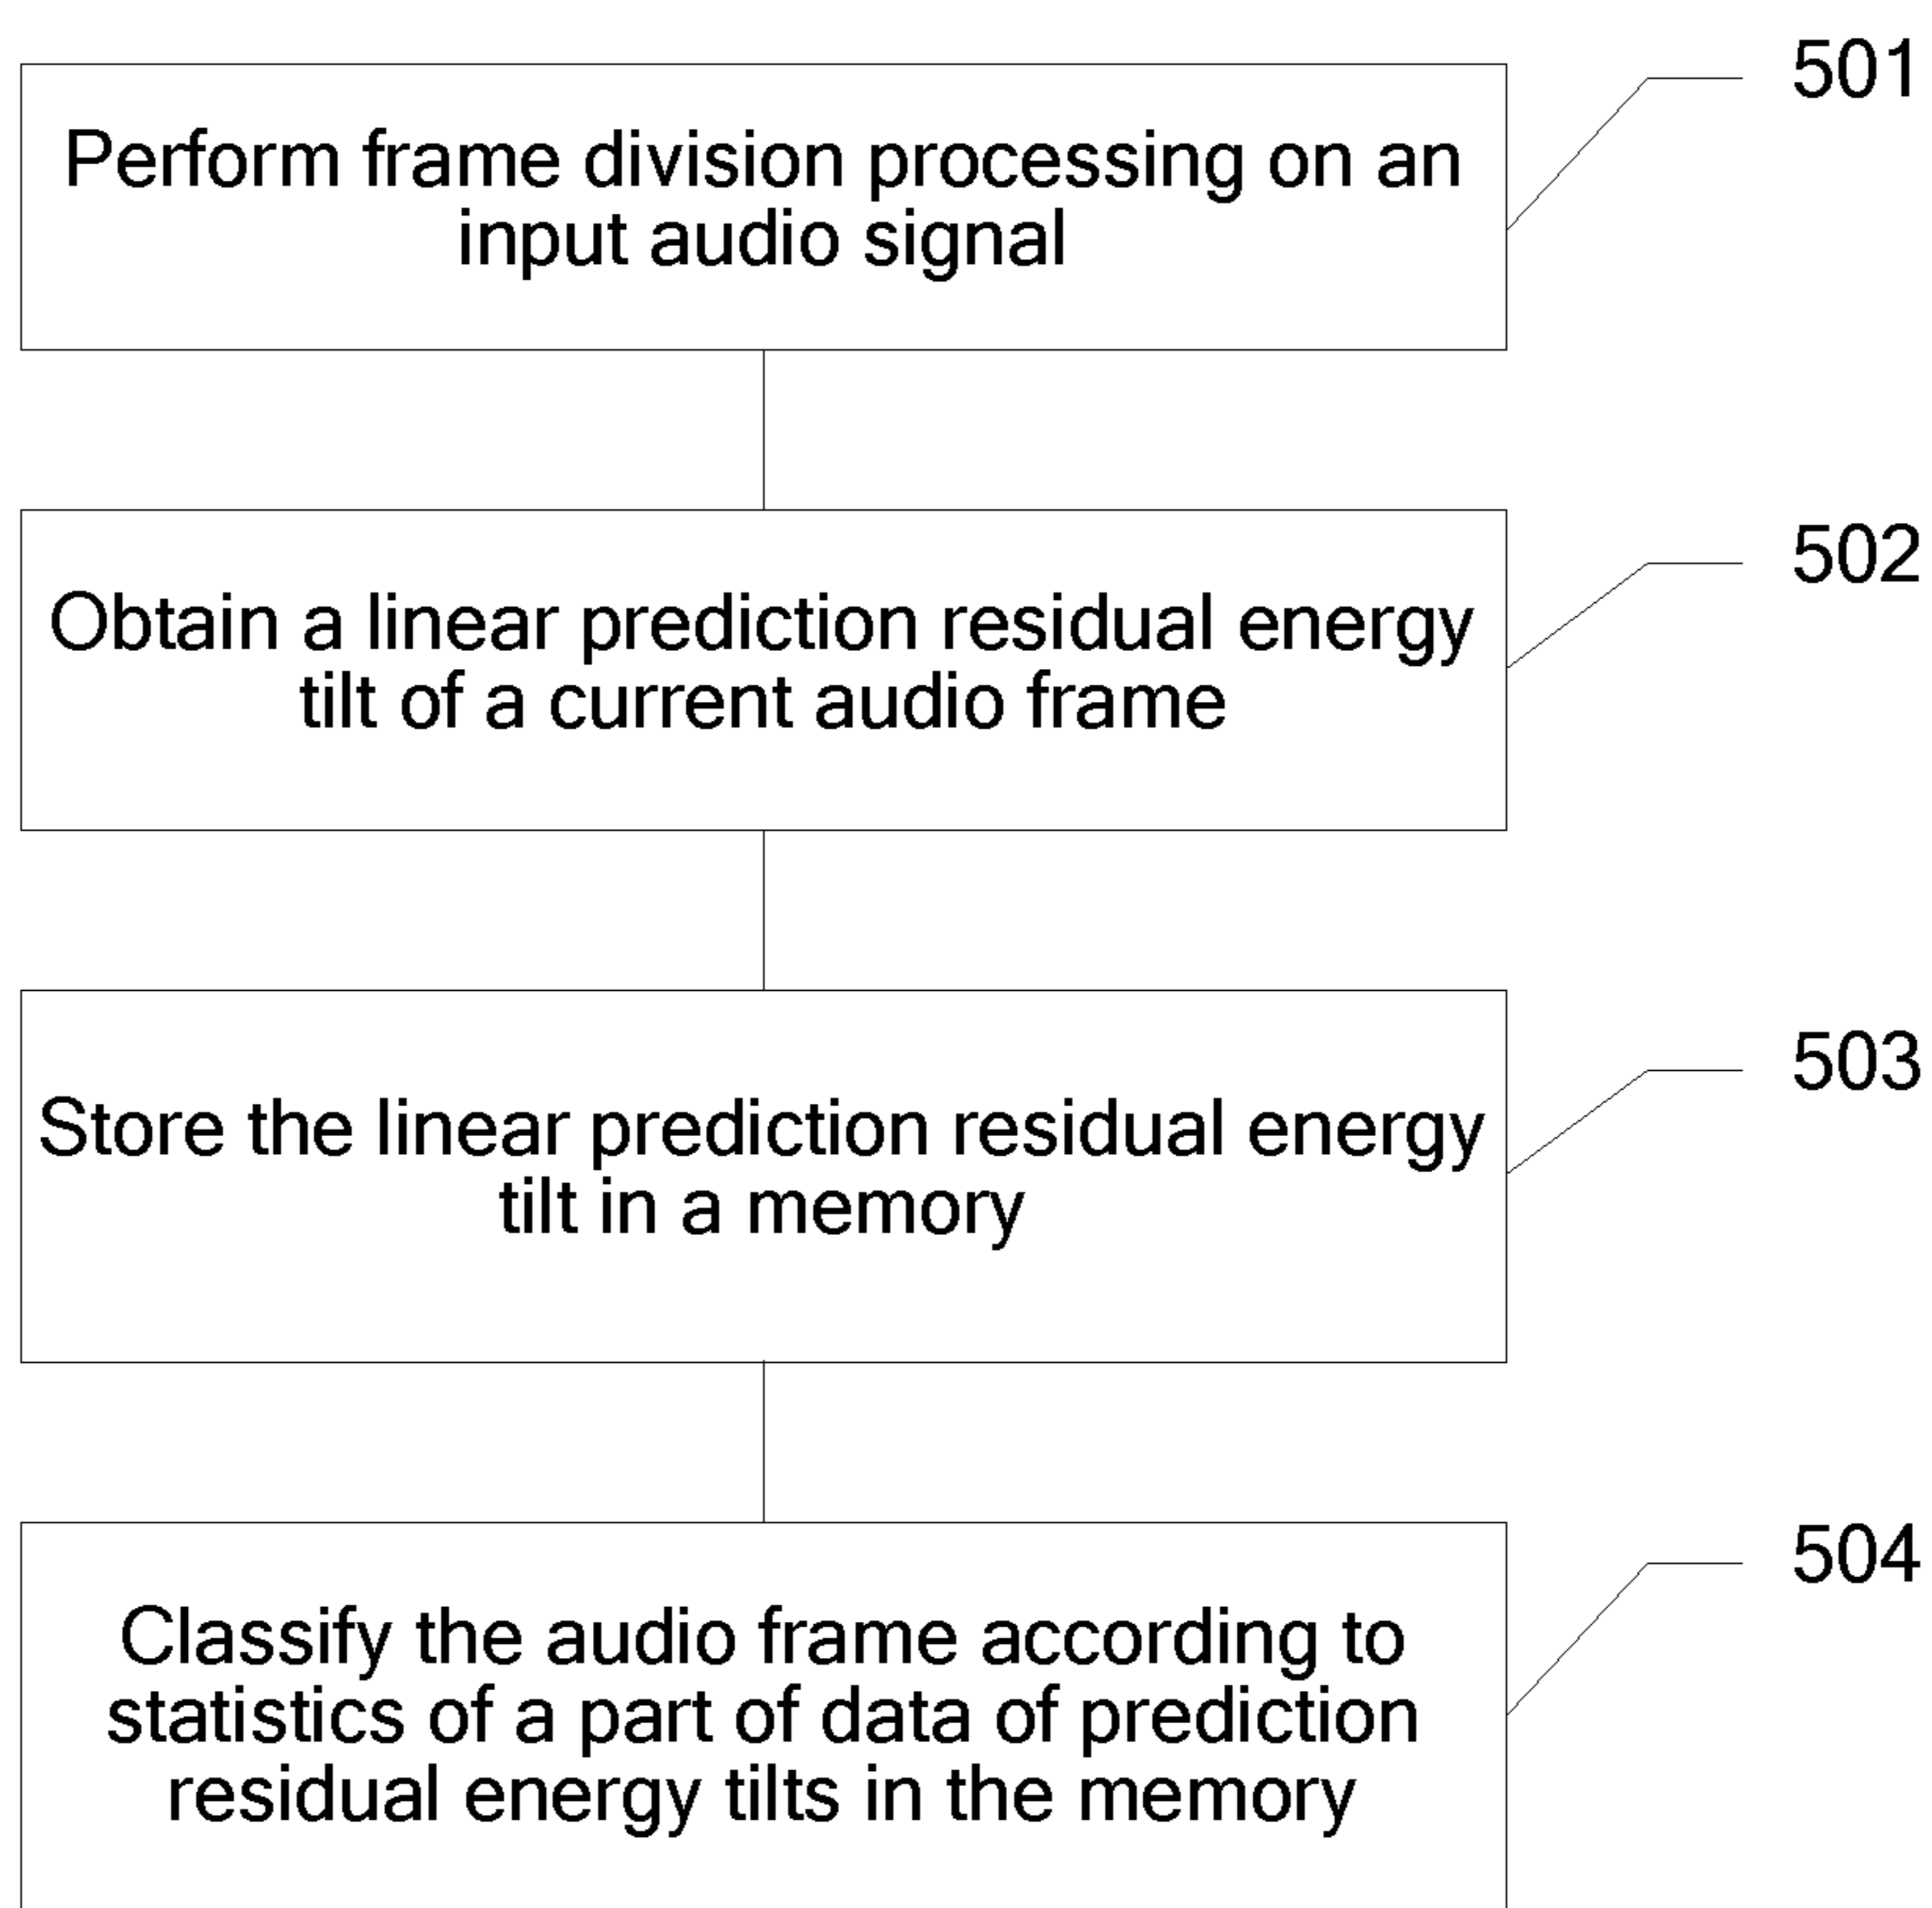 501
Perform frame division processing on an
input audio signal
502
Obtain a linear prediction residual energy
tilt of a current audio frame
503
Store the linear prediction residual energy
tilt in a memory
504
Classify the audio frame according to
statistics of a part of data of prediction
residual energy tilts in the memory